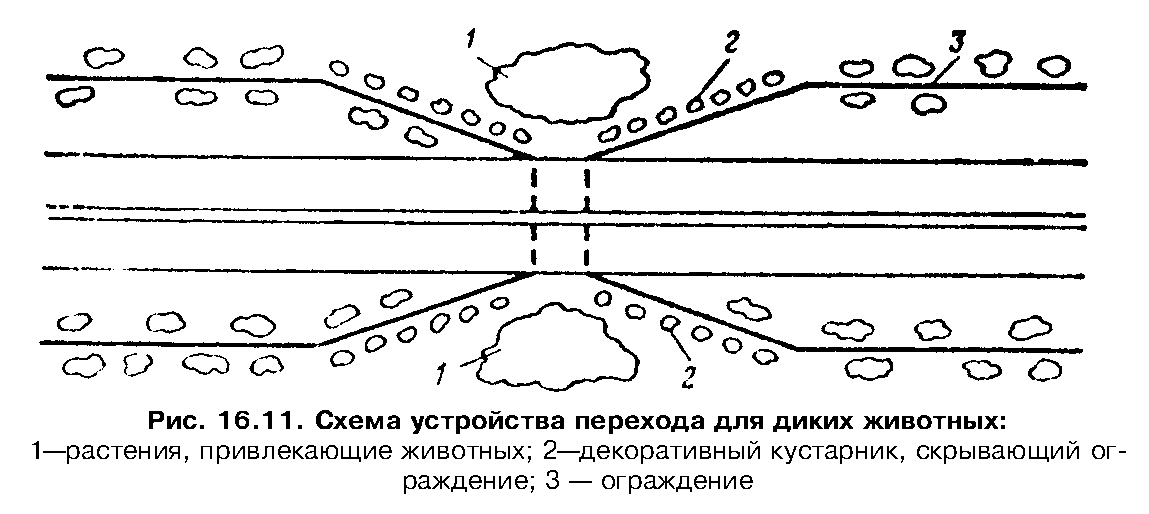 1
2
3
1
2
Рис. 16.11. Схема устройства перехода для диких животных:
1—растения, привлекающие животных; 2—декоративный кустарник, скрывающий ог-
раждение; 3 — ограждение